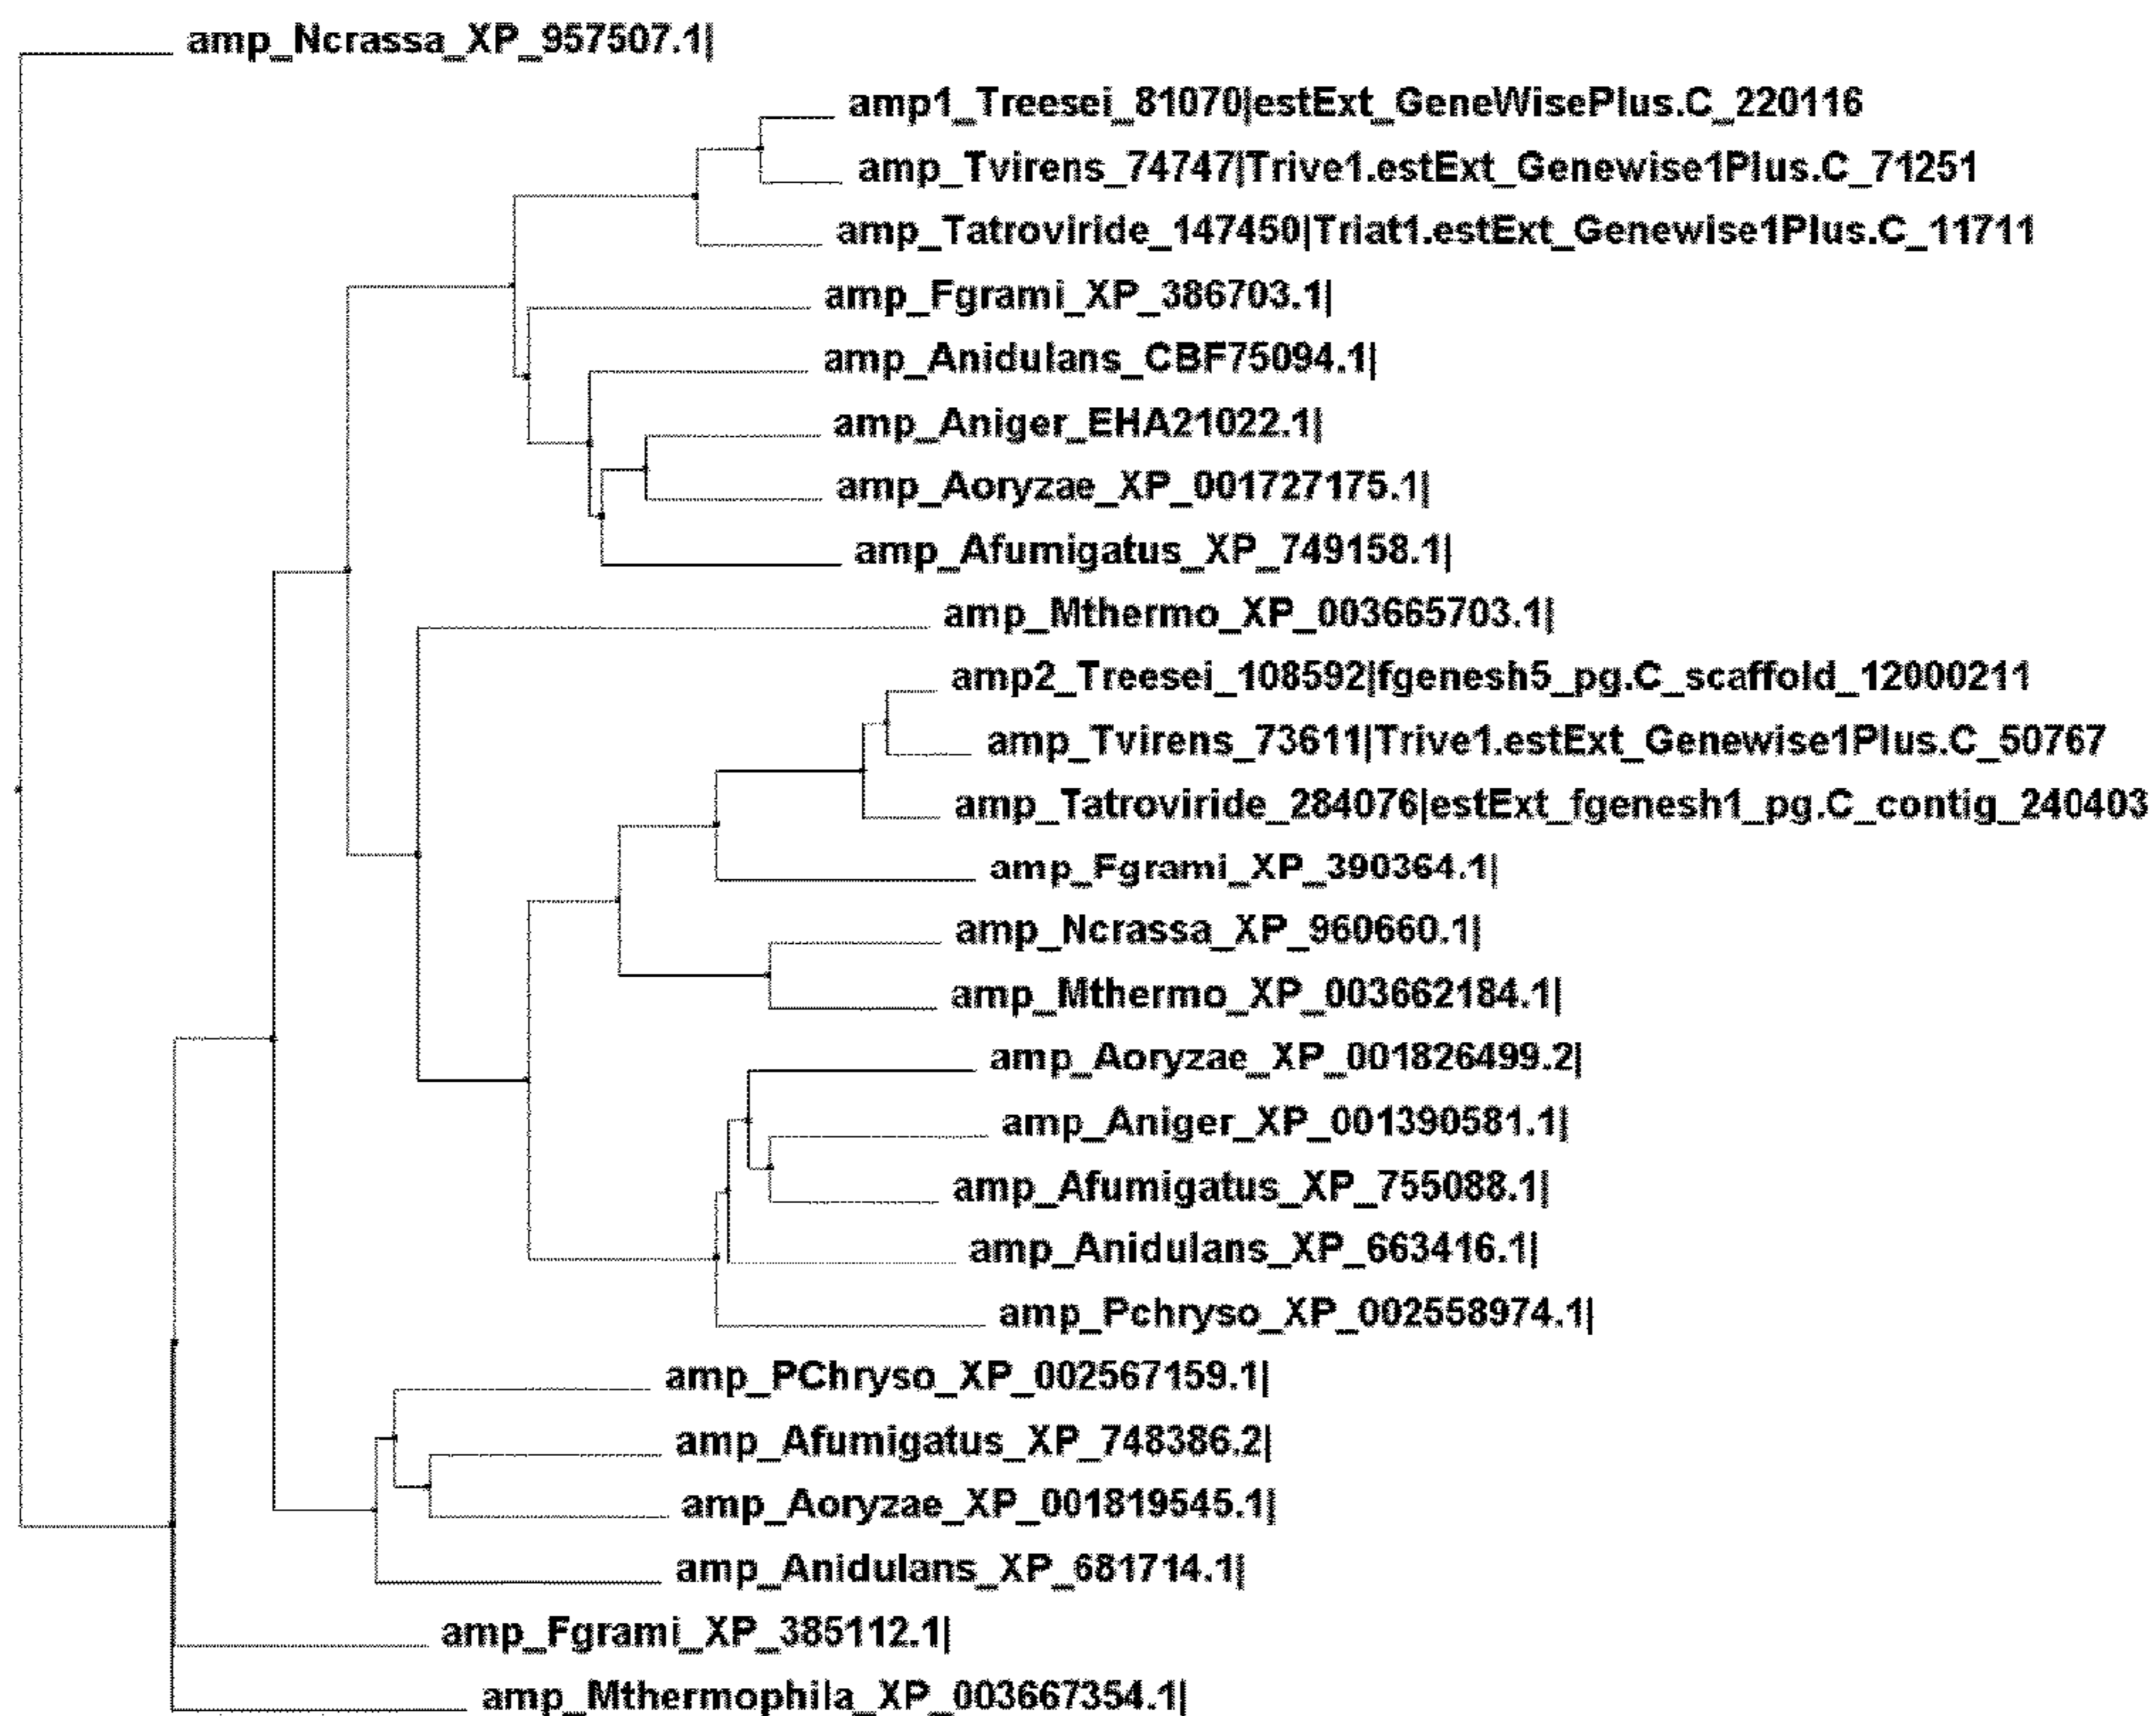 amp_Ncrassa_XP_957507.1|
amp1_Treesei_81070|estExt_GeneWisePlus.C_220116
amp_Tvirens_74747|Trive1.estExt_Genewise1Plus.C_71251
amp_Tatroviride_147450|Triat1.estExt_Genewise1Plus.C_11711
amp_Fgrami_XP_386703.1|
amp_Anidulans_CBF75094.1|
amp_Aniger_EHA21022.1|
amp_Aoryzae_XP_001727175.1|
amp_Afumigatus_XP_749158.1|
amp_Mthermo_XP_003665703.1|
amp2_Treesei_108592|fgenesh5_pg.C_scaffold_12000211
amp_Tvirens_73611|Trive1.estExt_Genewise1Plus.C_50767
amp_Tatroviride_284076|estExt_fgenesh1_pg.C_contig_240403
amp_Fgrami_XP_390364.1|
amp_Ncrassa_XP_960660.1|
amp_Mthermo_XP_003662184.1|
amp_Aoryzae_XP_001826499.2|
amp_Aniger_XP_001390581.1|
amp_Afumigatus_XP_755088.1|
amp_Anidulans_XP_663416.1|
amp_Pchryso_XP_002558974.1|
amp_PChryso_XP_002567159.1|
amp_Afumigatus_XP_748386.2|
amp_Aoryzae_XP_001819545.1|
amp_Anidulans_XP_681714.1|
amp_Fgrami_XP_385112.1|
amp_Mthermophila_XP_003667354.1|